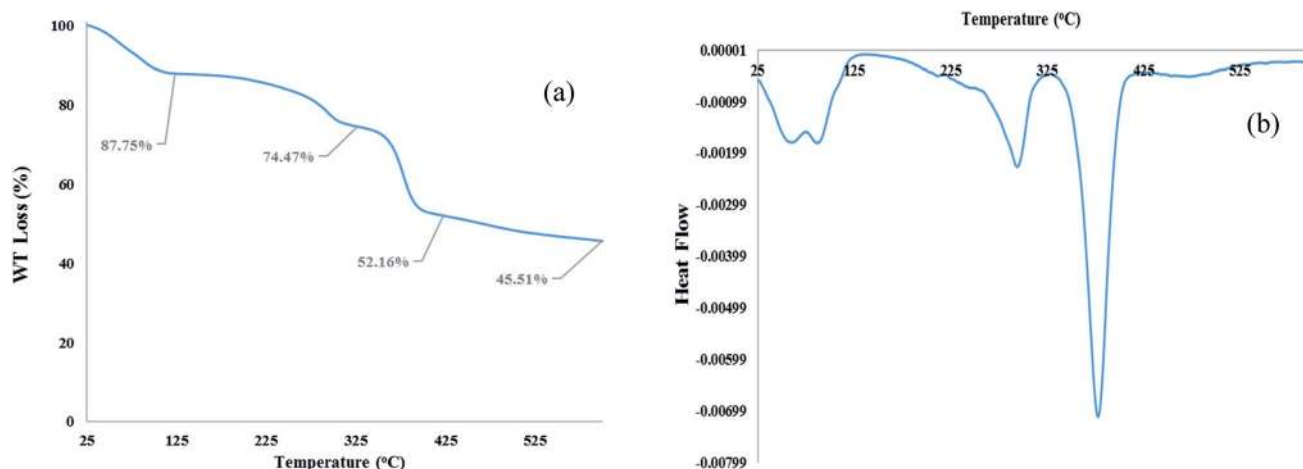 100
80
60
40
20
0
WT Loss (%)
87.75%
74.47%
52.16%
45.51%
(a)
25 125 225 325 425 525
Temperature (⁰C)
Temperature (⁰C)
0.00001
25 125 225 325 425 525
-0.00099
-0.00199
-0.00299
-0.00399
-0.00499
-0.00599
-0.00699
-0.00799
Heat Flow
(b)